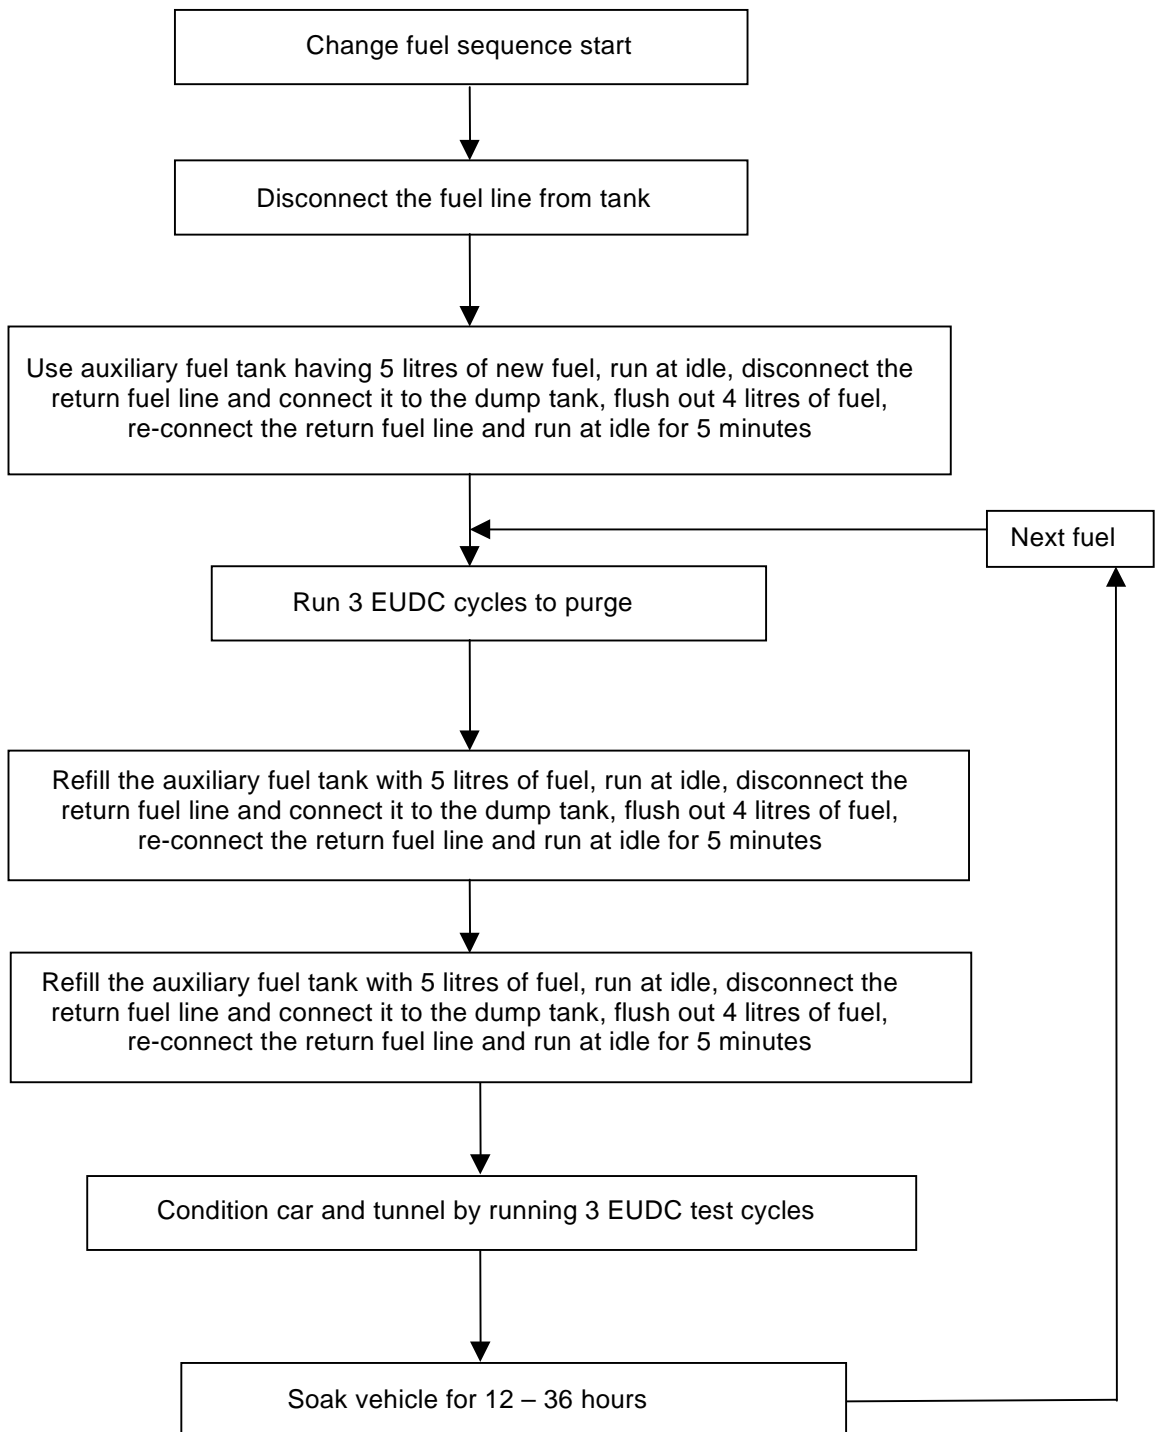 Change fuel sequence start
Disconnect the fuel line from tank
Use auxiliary fuel tank having 5 litres of new fuel, run at idle, disconnect the
return fuel line and connect it to the dump tank, flush out 4 litres of fuel,
re-connect the return fuel line and run at idle for 5 minutes
Next fuel
Run 3 EUDC cycles to purge
Refill the auxiliary fuel tank with 5 litres of fuel, run at idle, disconnect the
return fuel line and connect it to the dump tank, flush out 4 litres of fuel,
re-connect the return fuel line and run at idle for 5 minutes
Refill the auxiliary fuel tank with 5 litres of fuel, run at idle, disconnect the
return fuel line and connect it to the dump tank, flush out 4 litres of fuel,
re-connect the return fuel line and run at idle for 5 minutes
Condition car and tunnel by running 3 EUDC test cycles
Soak vehicle for 12 – 36 hours